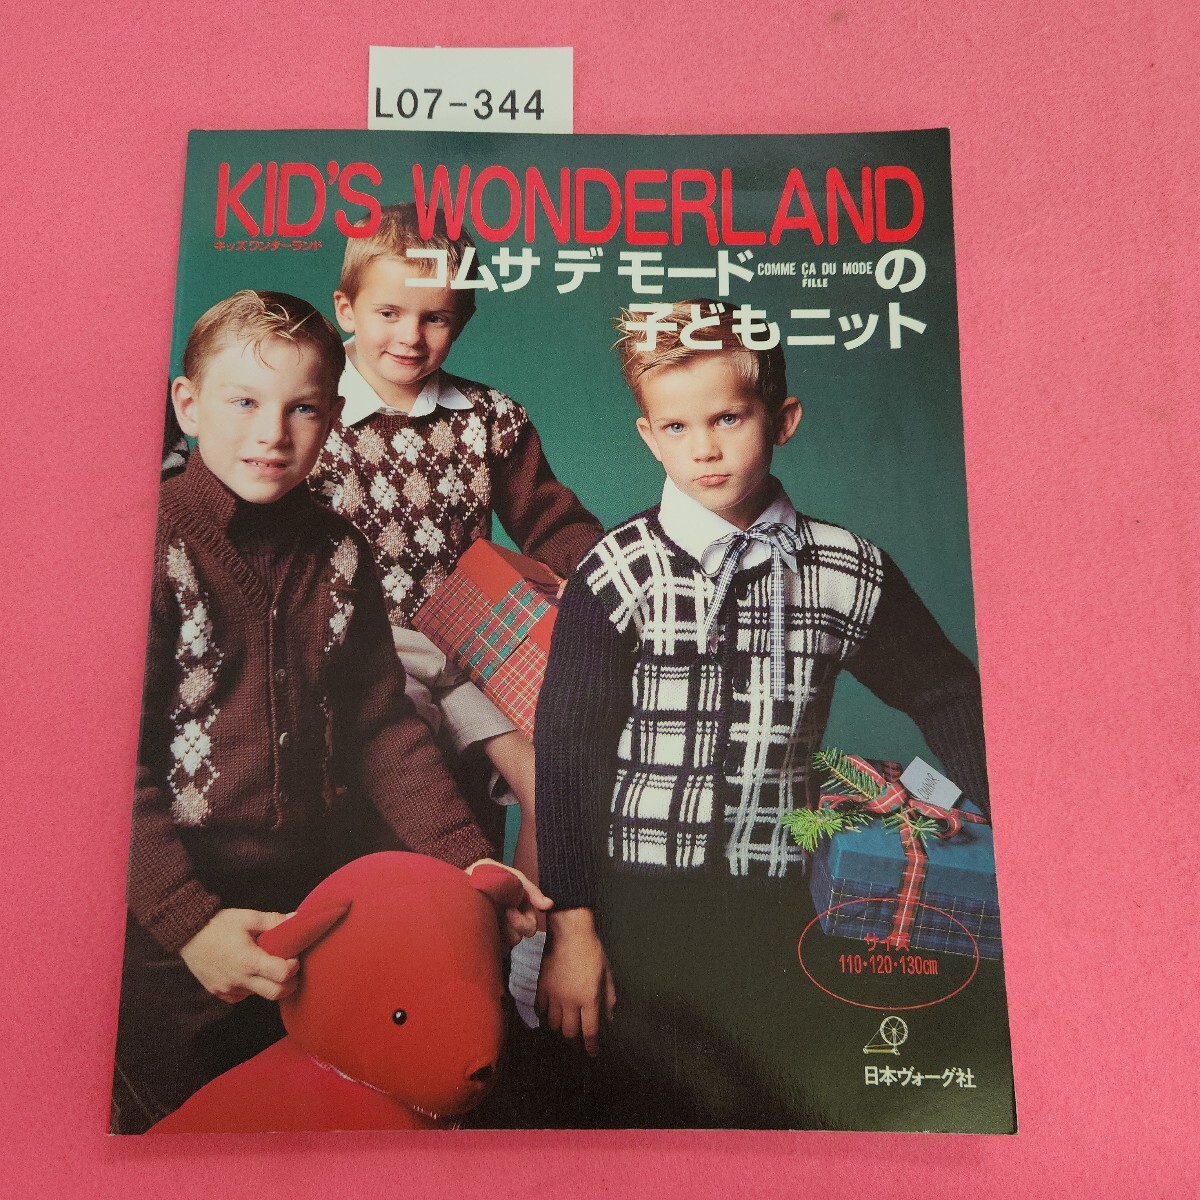 L07-344
KID'S WONDERLAND
キッズワンダーランド
コムサ デ モード COMME ÇA DU MODE FILLE の
子どもニット
CONNOR
サイズ
110・120・130cm
日本ヴォーグ社